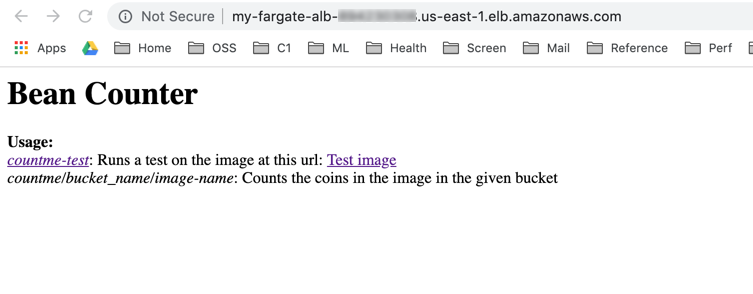 Not Secure | my-fargate-alb-.us-east-1.elb.amazonaws.com
Apps Home OSS C1 ML Health Screen Mail Reference Perf
Bean Counter
Usage:
countme-test: Runs a test on the image at this url: Test image
countme/bucket_name/image-name: Counts the coins in the image in the given bucket